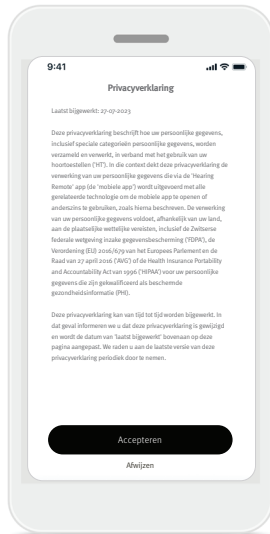 9:41
Privacyverklaring
Laatst bijgewerkt: 27-07-2023
Deze privacyverklaring beschrijft hoe uw persoonlijke gegevens,
inclusief speciale categorieën persoonlijke gegevens, worden
verzameld en verwerkt, in verband met het gebruik van uw
hoortoestellen ('HT'). In die context dekt deze privacyverklaring de
verwerking van uw persoonlijke gegevens die via de 'Hearing
Remote' app (de 'mobiele app') wordt uitgevoerd met alle
gerelateerde technologie om de mobiele app te openen of
anderszins te gebruiken, zoals hierna beschreven. De verwerking
van uw persoonlijke gegevens voldoet, afhankelijk van uw land,
aan de plaatselijke wettelijke vereisten, inclusief de Zwitserse
federale wetgeving inzake gegevensbescherming ('FDPA'), de
Verordening (EU) 2016/679 van het Europees Parlement en de
Raad van 27 april 2016 ('AVG') of de Health Insurance Portability
and Accountability Act van 1996 ('HIPAA') voor uw persoonlijke
gegevens die zijn gekwalificeerd als beschermde
gezondheidsinformatie (PHI).
Deze privacyverklaring kan van tijd tot tijd worden bijgewerkt. In
dat geval informeren we u dat deze privacyverklaring is gewijzigd
en wordt de datum van 'laatst bijgewerkt' bovenaan op deze
pagina aangepast. We raden u aan de laatste versie van deze
privacyverklaring periodiek door te nemen.
Accepteren
Afwijzen